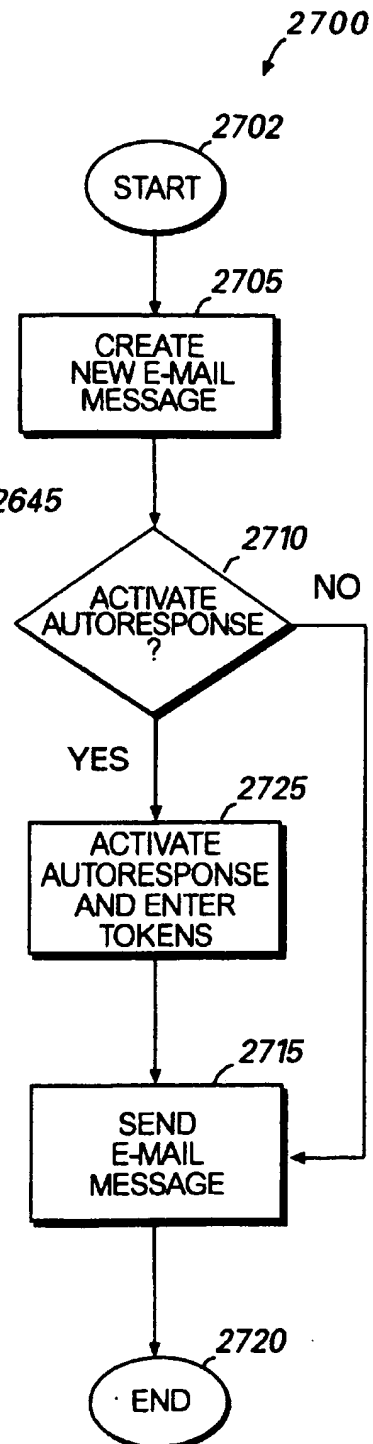 2700
2702
START
2705
CREATE
NEW E-MAIL
MESSAGE
2645
2710
ACTIVATE
AUTORESPONSE
?
NO
YES
2725
ACTIVATE
AUTORESPONSE
AND ENTER
TOKENS
2715
SEND
E-MAIL
MESSAGE
2720
END